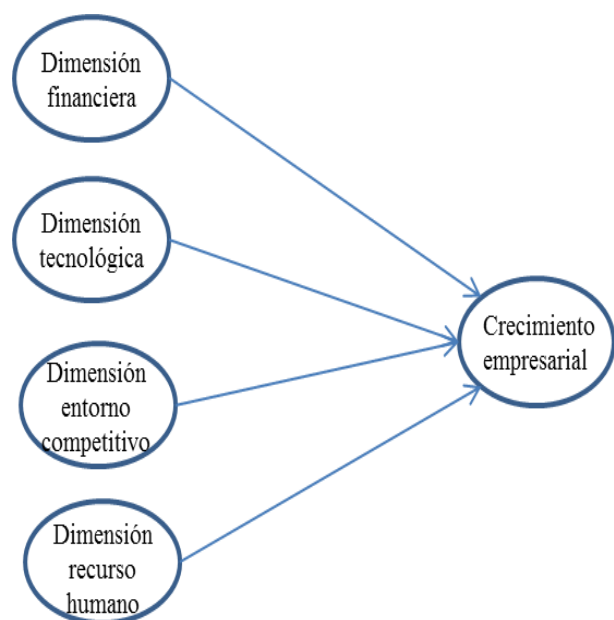 Dimensión
financiera
Dimensión
tecnológica
Dimensión
entorno
competitivo
Dimensión
recurso
humano
Crecimiento
empresarial